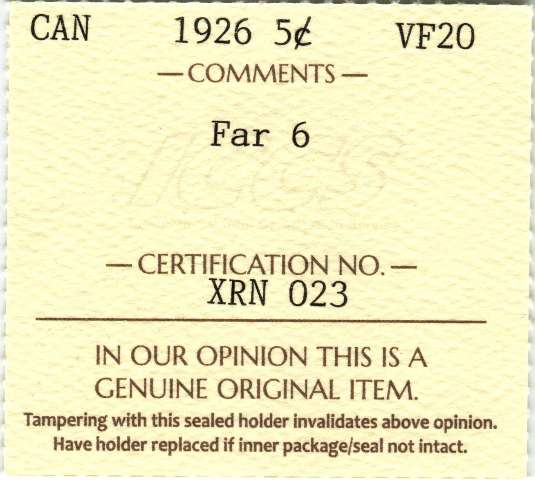 CAN 1926 5¢ VF20
— COMMENTS —
Far 6
ICCS
— CERTIFICATION NO. —
XRN 023
IN OUR OPINION THIS IS A
GENUINE ORIGINAL ITEM.
Tampering with this sealed holder invalidates above opinion.
Have holder replaced if inner package/seal not intact.